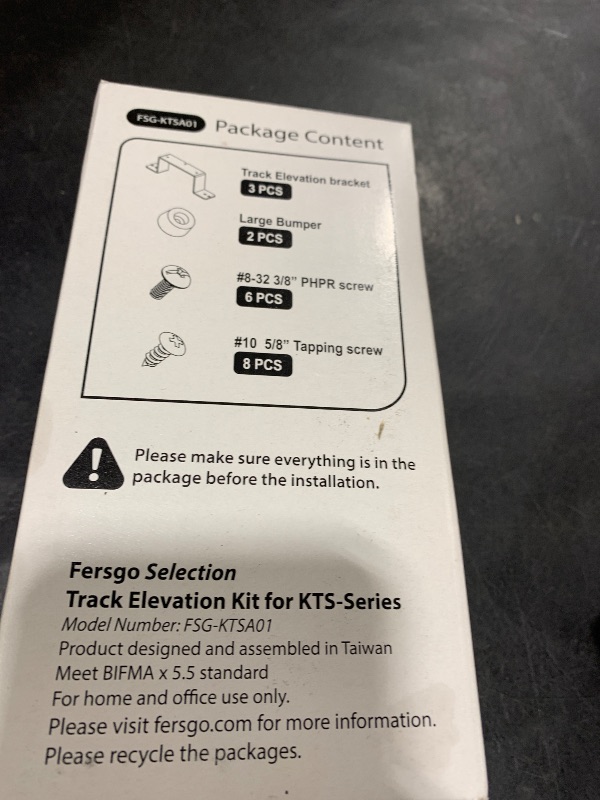 FSG-KTSA01 Package Content
Track Elevation bracket
3 PCS
Large Bumper
2 PCS
#8-32 3/8" PHPR screw
6 PCS
#10 5/8" Tapping screw
8 PCS
Please make sure everything is in the
package before the installation.
Fersgo Selection
Track Elevation Kit for KTS-Series
Model Number: FSG-KTSA01
Product designed and assembled in Taiwan
Meet BIFMA x 5.5 standard
For home and office use only.
Please visit fersgo.com for more information.
Please recycle the packages.